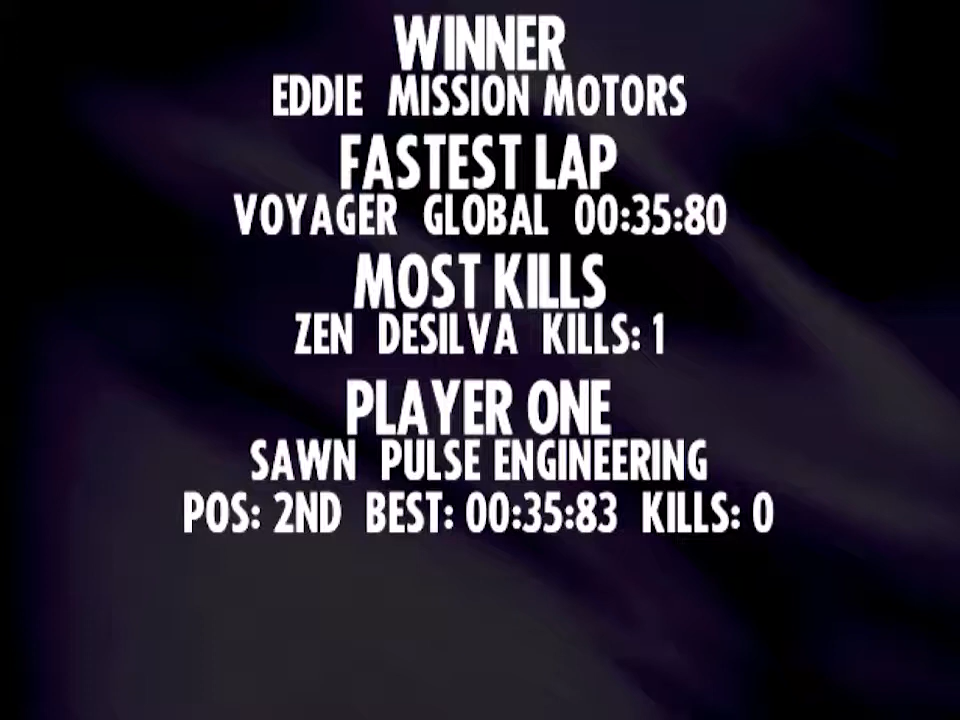 WINNER
EDDIE MISSION MOTORS
FASTEST LAP
VOYAGER GLOBAL 00:35:80
MOST KILLS
ZEN DESILVA KILLS: 1
PLAYER ONE
SAWN PULSE ENGINEERING
POS: 2ND BEST: 00:35:83 KILLS: 0